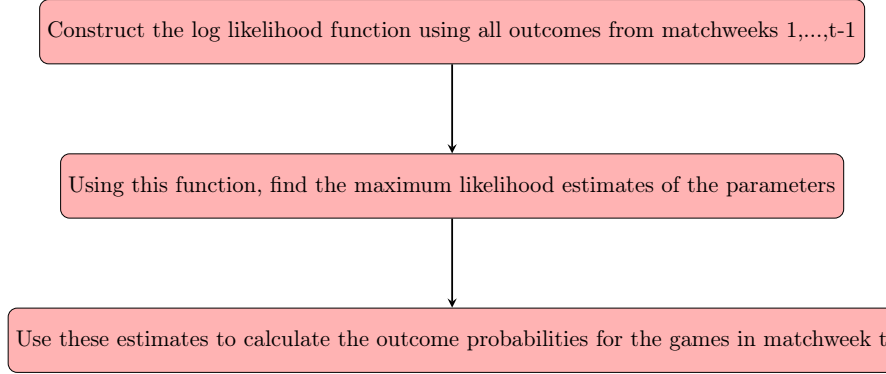 Construct the log likelihood function using all outcomes from matchweeks 1,...,t-1
Using this function, find the maximum likelihood estimates of the parameters
Use these estimates to calculate the outcome probabilities for the games in matchweek t